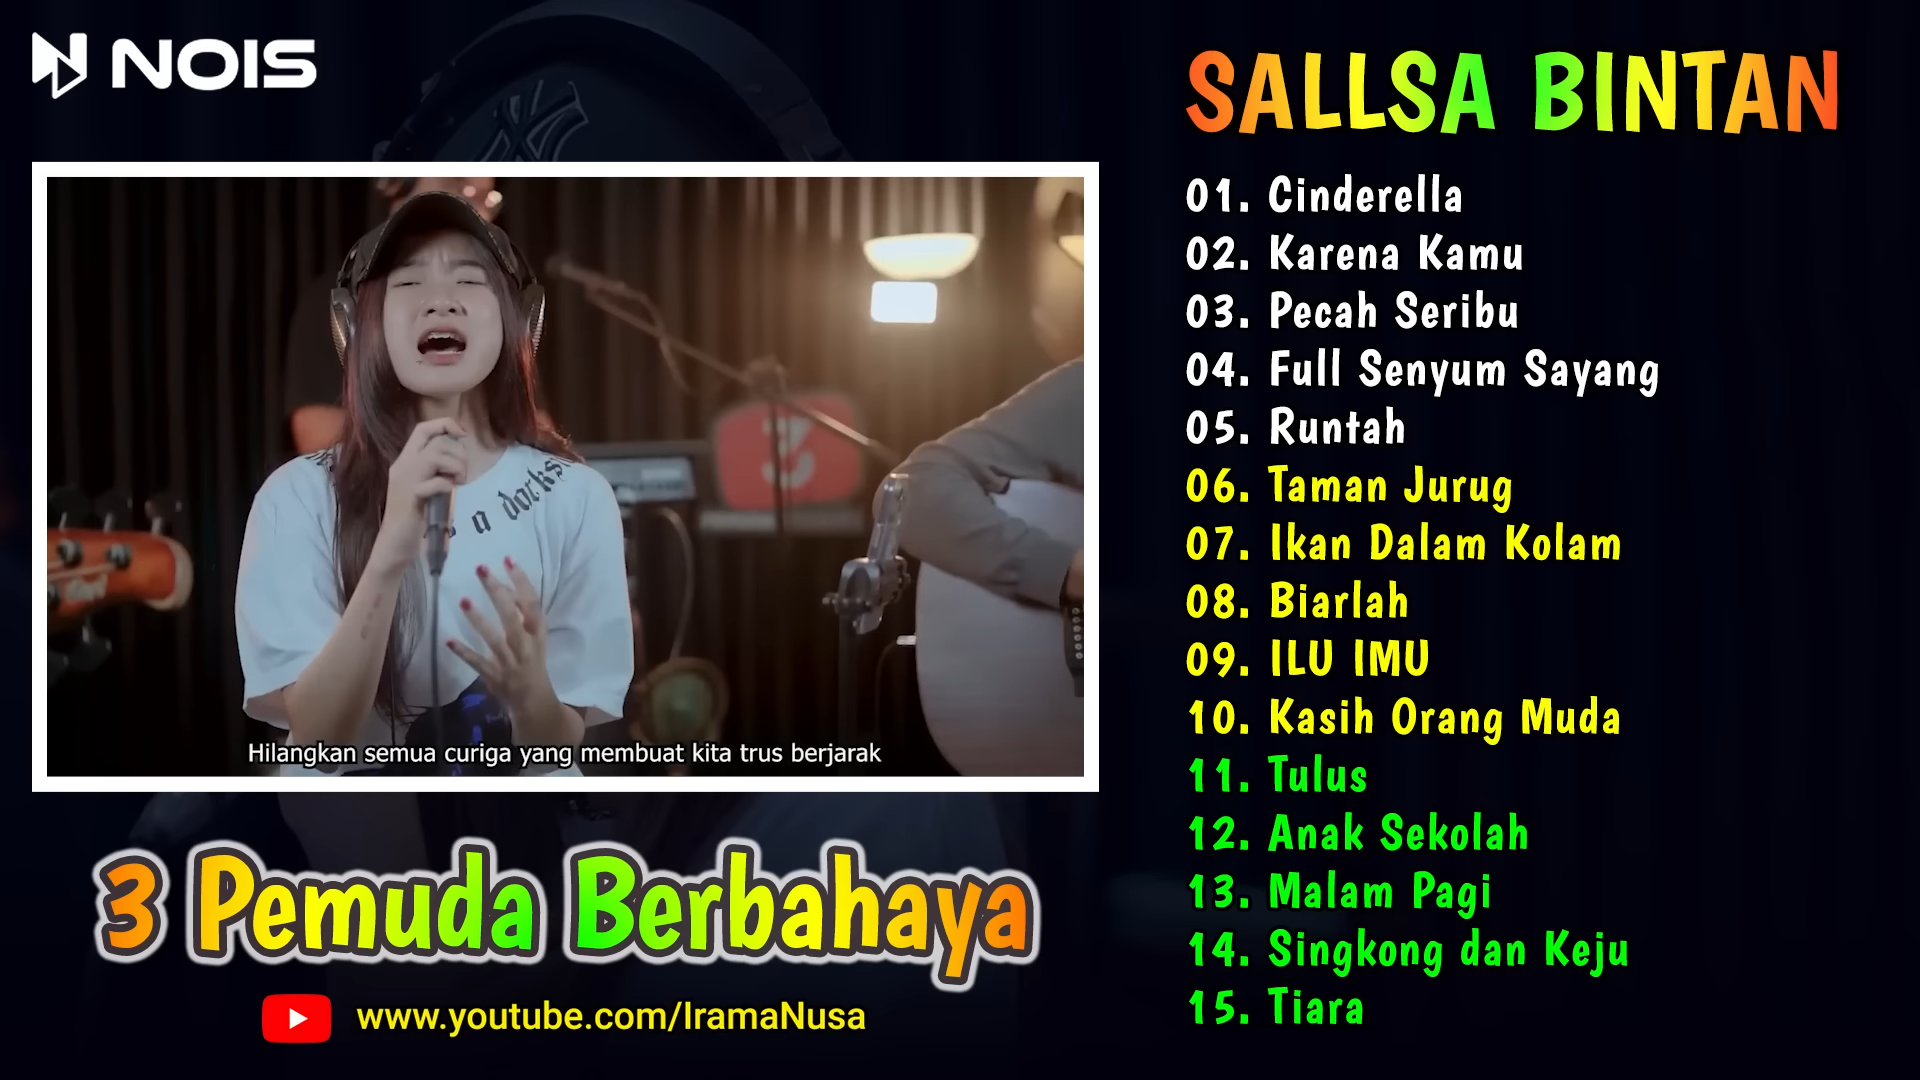 NOIS
SALLSA BINTAN
01. Cinderella
02. Karena Kamu
03. Pecah Seribu
04. Full Senyum Sayang
05. Runtah
06. Taman Jurug
07. Ikan Dalam Kolam
08. Biarlah
09. ILU IMU
10. Kasih Orang Muda
11. Tulus
12. Anak Sekolah
13. Malam Pagi
14. Singkong dan Keju
15. Tiara
a docks
3
Hilangkan semua curiga yang membuat kita trus berjarak
3 Pemuda Berbahaya
www.youtube.com/IramaNusa